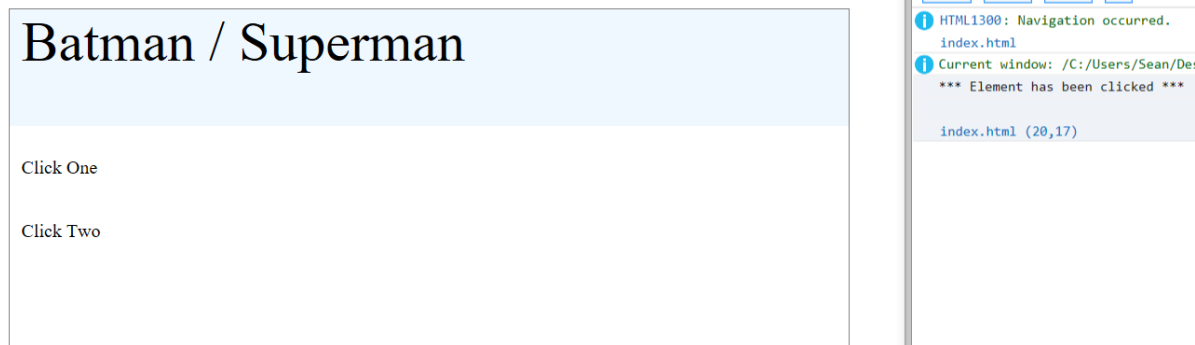 Batman / Superman
Click One
Click Two
HTML1300: Navigation occurred.
index.html
Current window: /C:/Users/Sean/Des
*** Element has been clicked ***
index.html (20,17)